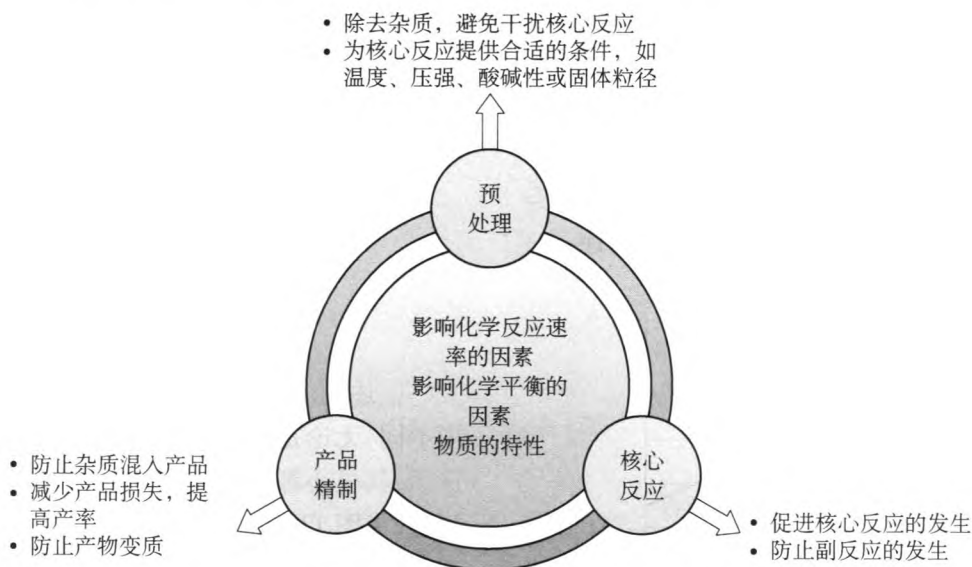 • 除去杂质，避免干扰核心反应
• 为核心反应提供合适的条件，如
温度、压强、酸碱性或固体粒径
预
处理
影响化学反应速
率的因素
影响化学平衡的
因素
物质的特性
产品
精制
核心
反应
• 防止杂质混入产品
• 减少产品损失，提
高产率
• 防止产物变质
• 促进核心反应的发生
• 防止副反应的发生